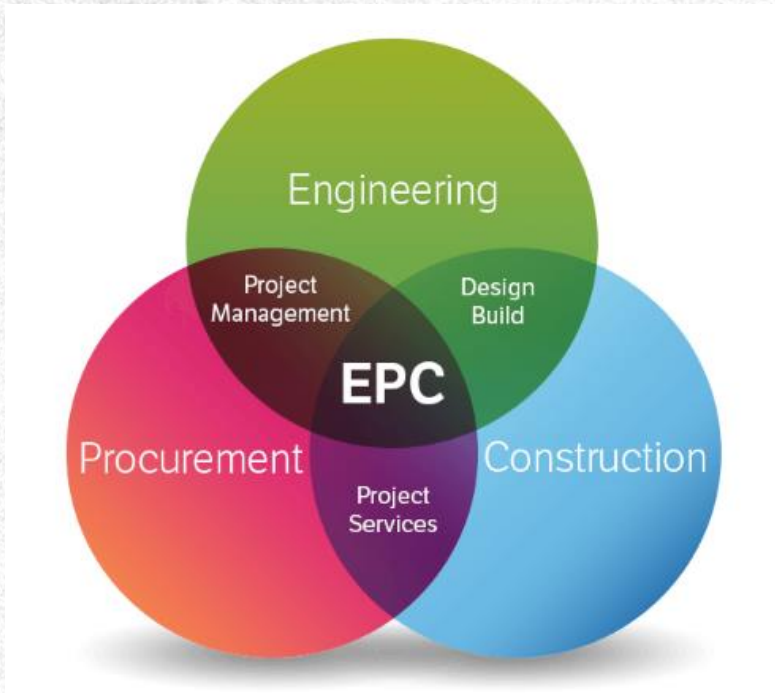 Engineering
Project
Management
Design
Build
EPC
Procurement
Construction
Project
Services